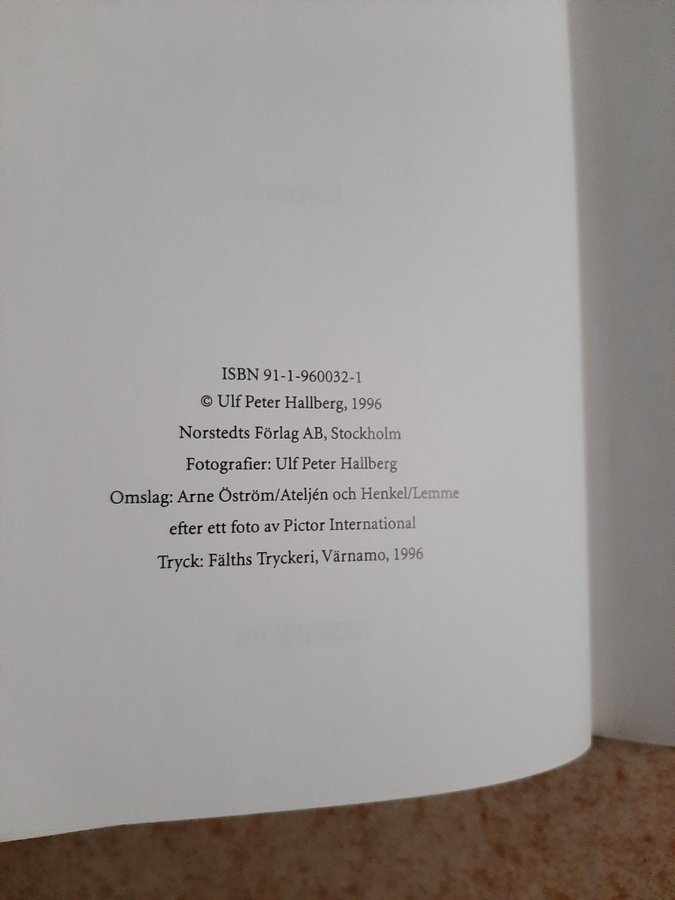 ISBN 91-1-960032-1
© Ulf Peter Hallberg, 1996
Norstedts Förlag AB, Stockholm
Fotografier: Ulf Peter Hallberg
Omslag: Arne Öström/Ateljén och Henkel/Lemme
efter ett foto av Pictor International
Tryck: Fälths Tryckeri, Värnamo, 1996